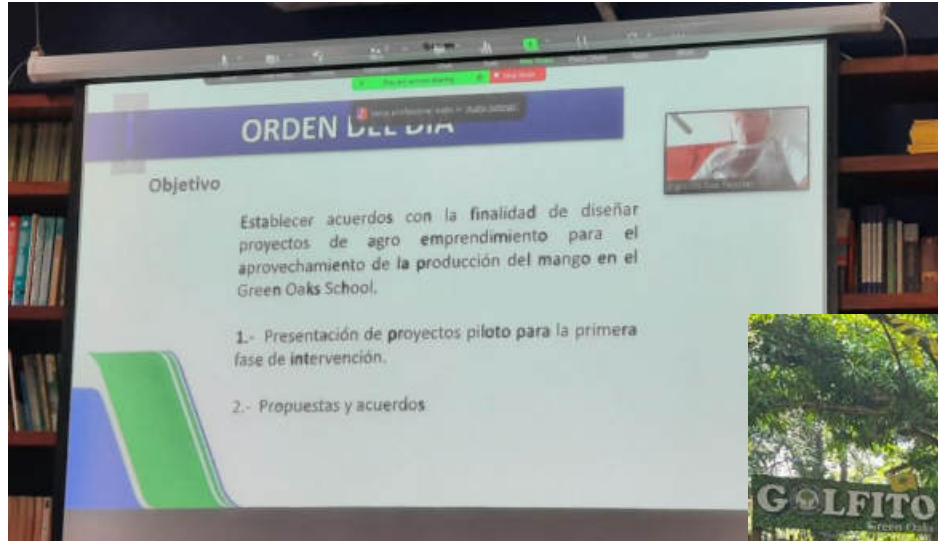 ORDEN DEL DIA
Objetivo
Establecer acuerdos con la finalidad de diseñar
proyectos de agro emprendimiento para el
aprovechamiento de la producción del mango en el
Green Oaks School.
1.- Presentación de proyectos piloto para la primera
fase de intervención.
2.- Propuestas y acuerdos
GOLFITO
Green Oaks